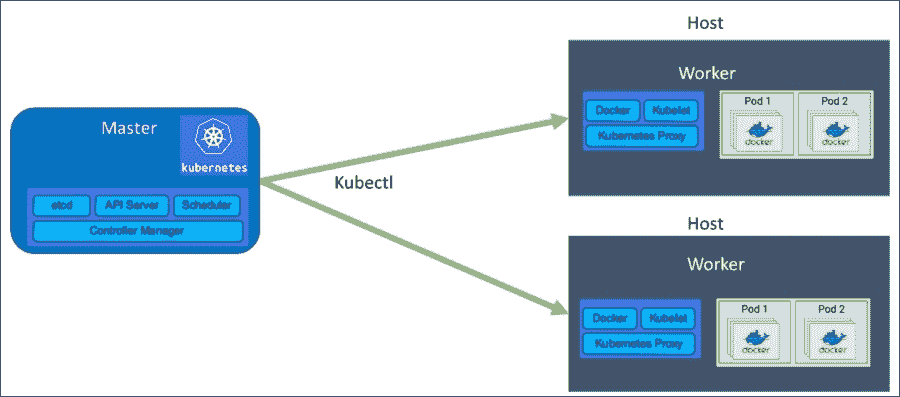 Master
kubernetes
etcd
API Server
Scheduler
Controller Manager
Kubectl
Host
Worker
Docker
Kubelet
Kubernetes Proxy
Pod 1
docker
Pod 2
docker
Host
Worker
Docker
Kubelet
Kubernetes Proxy
Pod 1
docker
Pod 2
docker